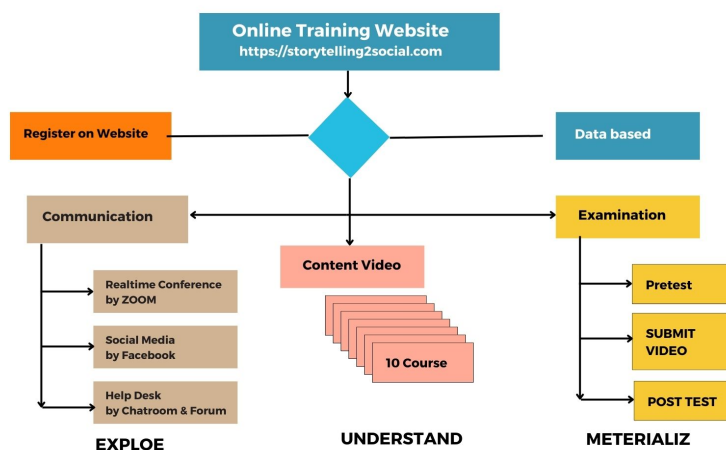 Online Training Website
https://storytelling2social.com
Register on Website
Data based
Communication
Examination
Content Video
Realtime Conference
by ZOOM
Pretest
Social Media
by Facebook
SUBMIT
VIDEO
10 Course
Help Desk
by Chatroom & Forum
POST TEST
EXPLOE
UNDERSTAND
METERIALIZ